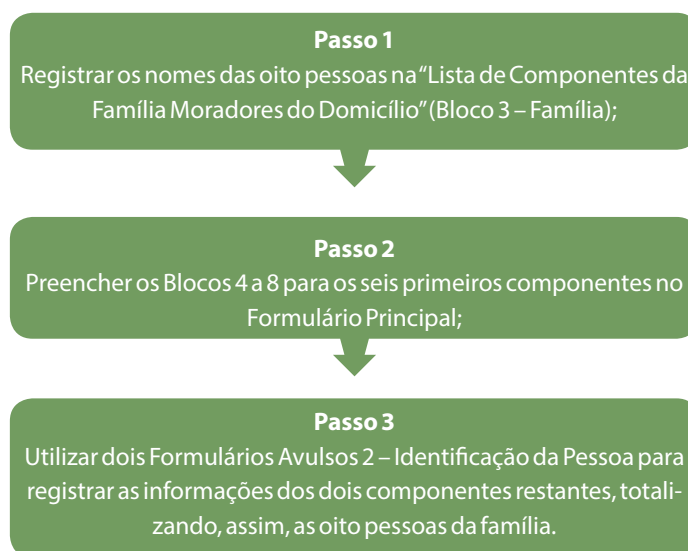 Passo 1
Registrar os nomes das oito pessoas na “Lista de Componentes da
Família Moradores do Domicílio” (Bloco 3 – Família);
Passo 2
Preencher os Blocos 4 a 8 para os seis primeiros componentes no
Formulário Principal;
Passo 3
Utilizar dois Formulários Avulsos 2 – Identificação da Pessoa para
registrar as informações dos dois componentes restantes, totali-
zando, assim, as oito pessoas da família.